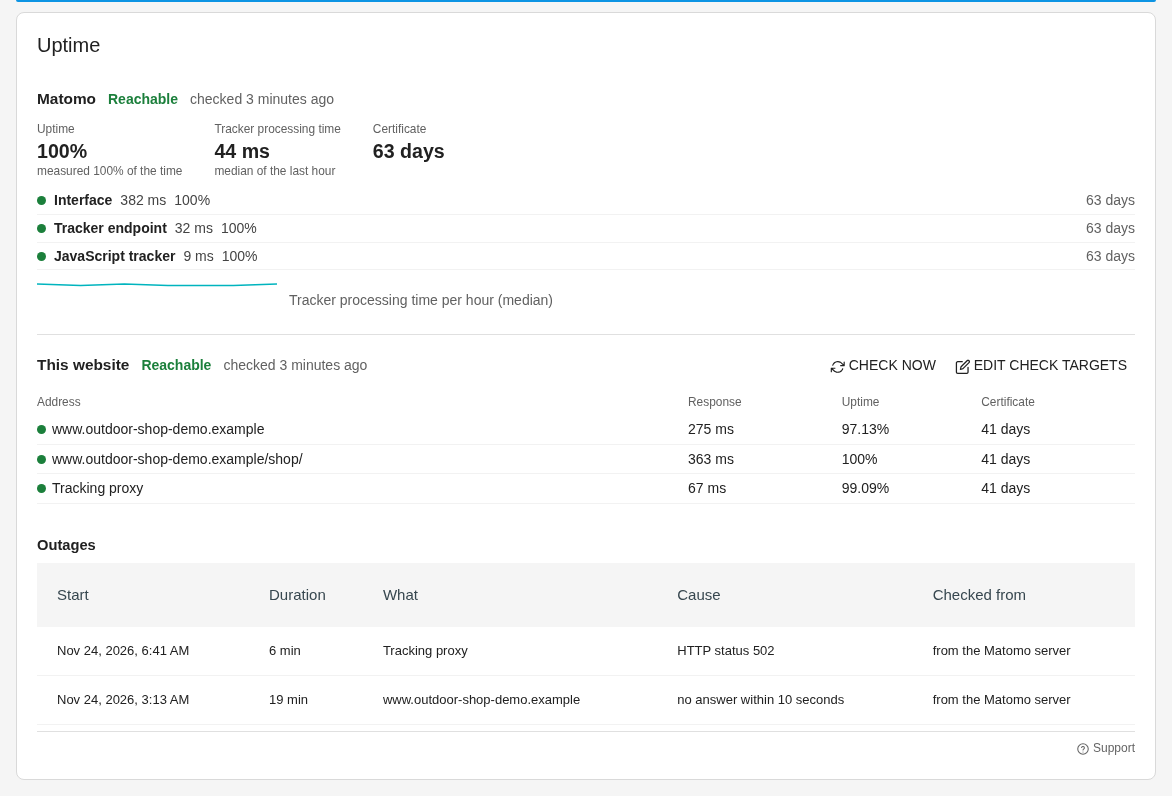 Uptime
Matomo Reachable checked 3 minutes ago
Uptime Tracker processing time Certificate
100% 44 ms 63 days
measured 100% of the time median of the last hour
Interface 382 ms 100% 63 days
Tracker endpoint 32 ms 100% 63 days
JavaScript tracker 9 ms 100% 63 days
Tracker processing time per hour (median)
This website Reachable checked 3 minutes ago CHECK NOW EDIT CHECK TARGETS
Address Response Uptime Certificate
www.outdoor-shop-demo.example 275 ms 97.13% 41 days
www.outdoor-shop-demo.example/shop/ 363 ms 100% 41 days
Tracking proxy 67 ms 99.09% 41 days
Outages
Start Duration What Cause Checked from
Nov 24, 2026, 6:41 AM 6 min Tracking proxy HTTP status 502 from the Matomo server
Nov 24, 2026, 3:13 AM 19 min www.outdoor-shop-demo.example no answer within 10 seconds from the Matomo server
Support